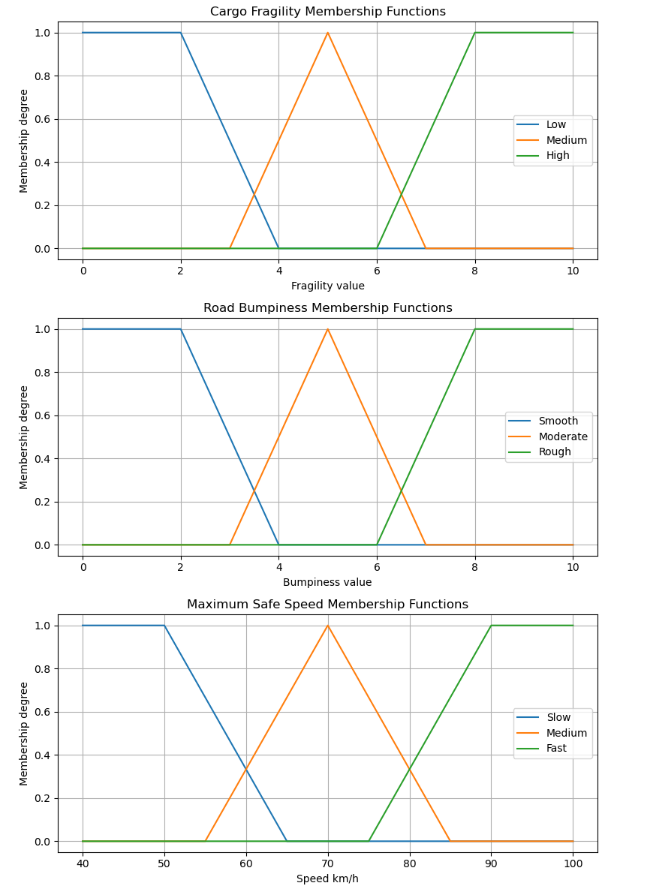 Cargo Fragility Membership Functions
1.0
0.8
0.6
0.4
0.2
0.0
Membership degree
Low
Medium
High
0 2 4 6 8 10
Fragility value
Road Bumpiness Membership Functions
1.0
0.8
0.6
0.4
0.2
0.0
Membership degree
Smooth
Moderate
Rough
0 2 4 6 8 10
Bumpiness value
Maximum Safe Speed Membership Functions
1.0
0.8
0.6
0.4
0.2
0.0
Membership degree
Slow
Medium
Fast
40 50 60 70 80 90 100
Speed km/h